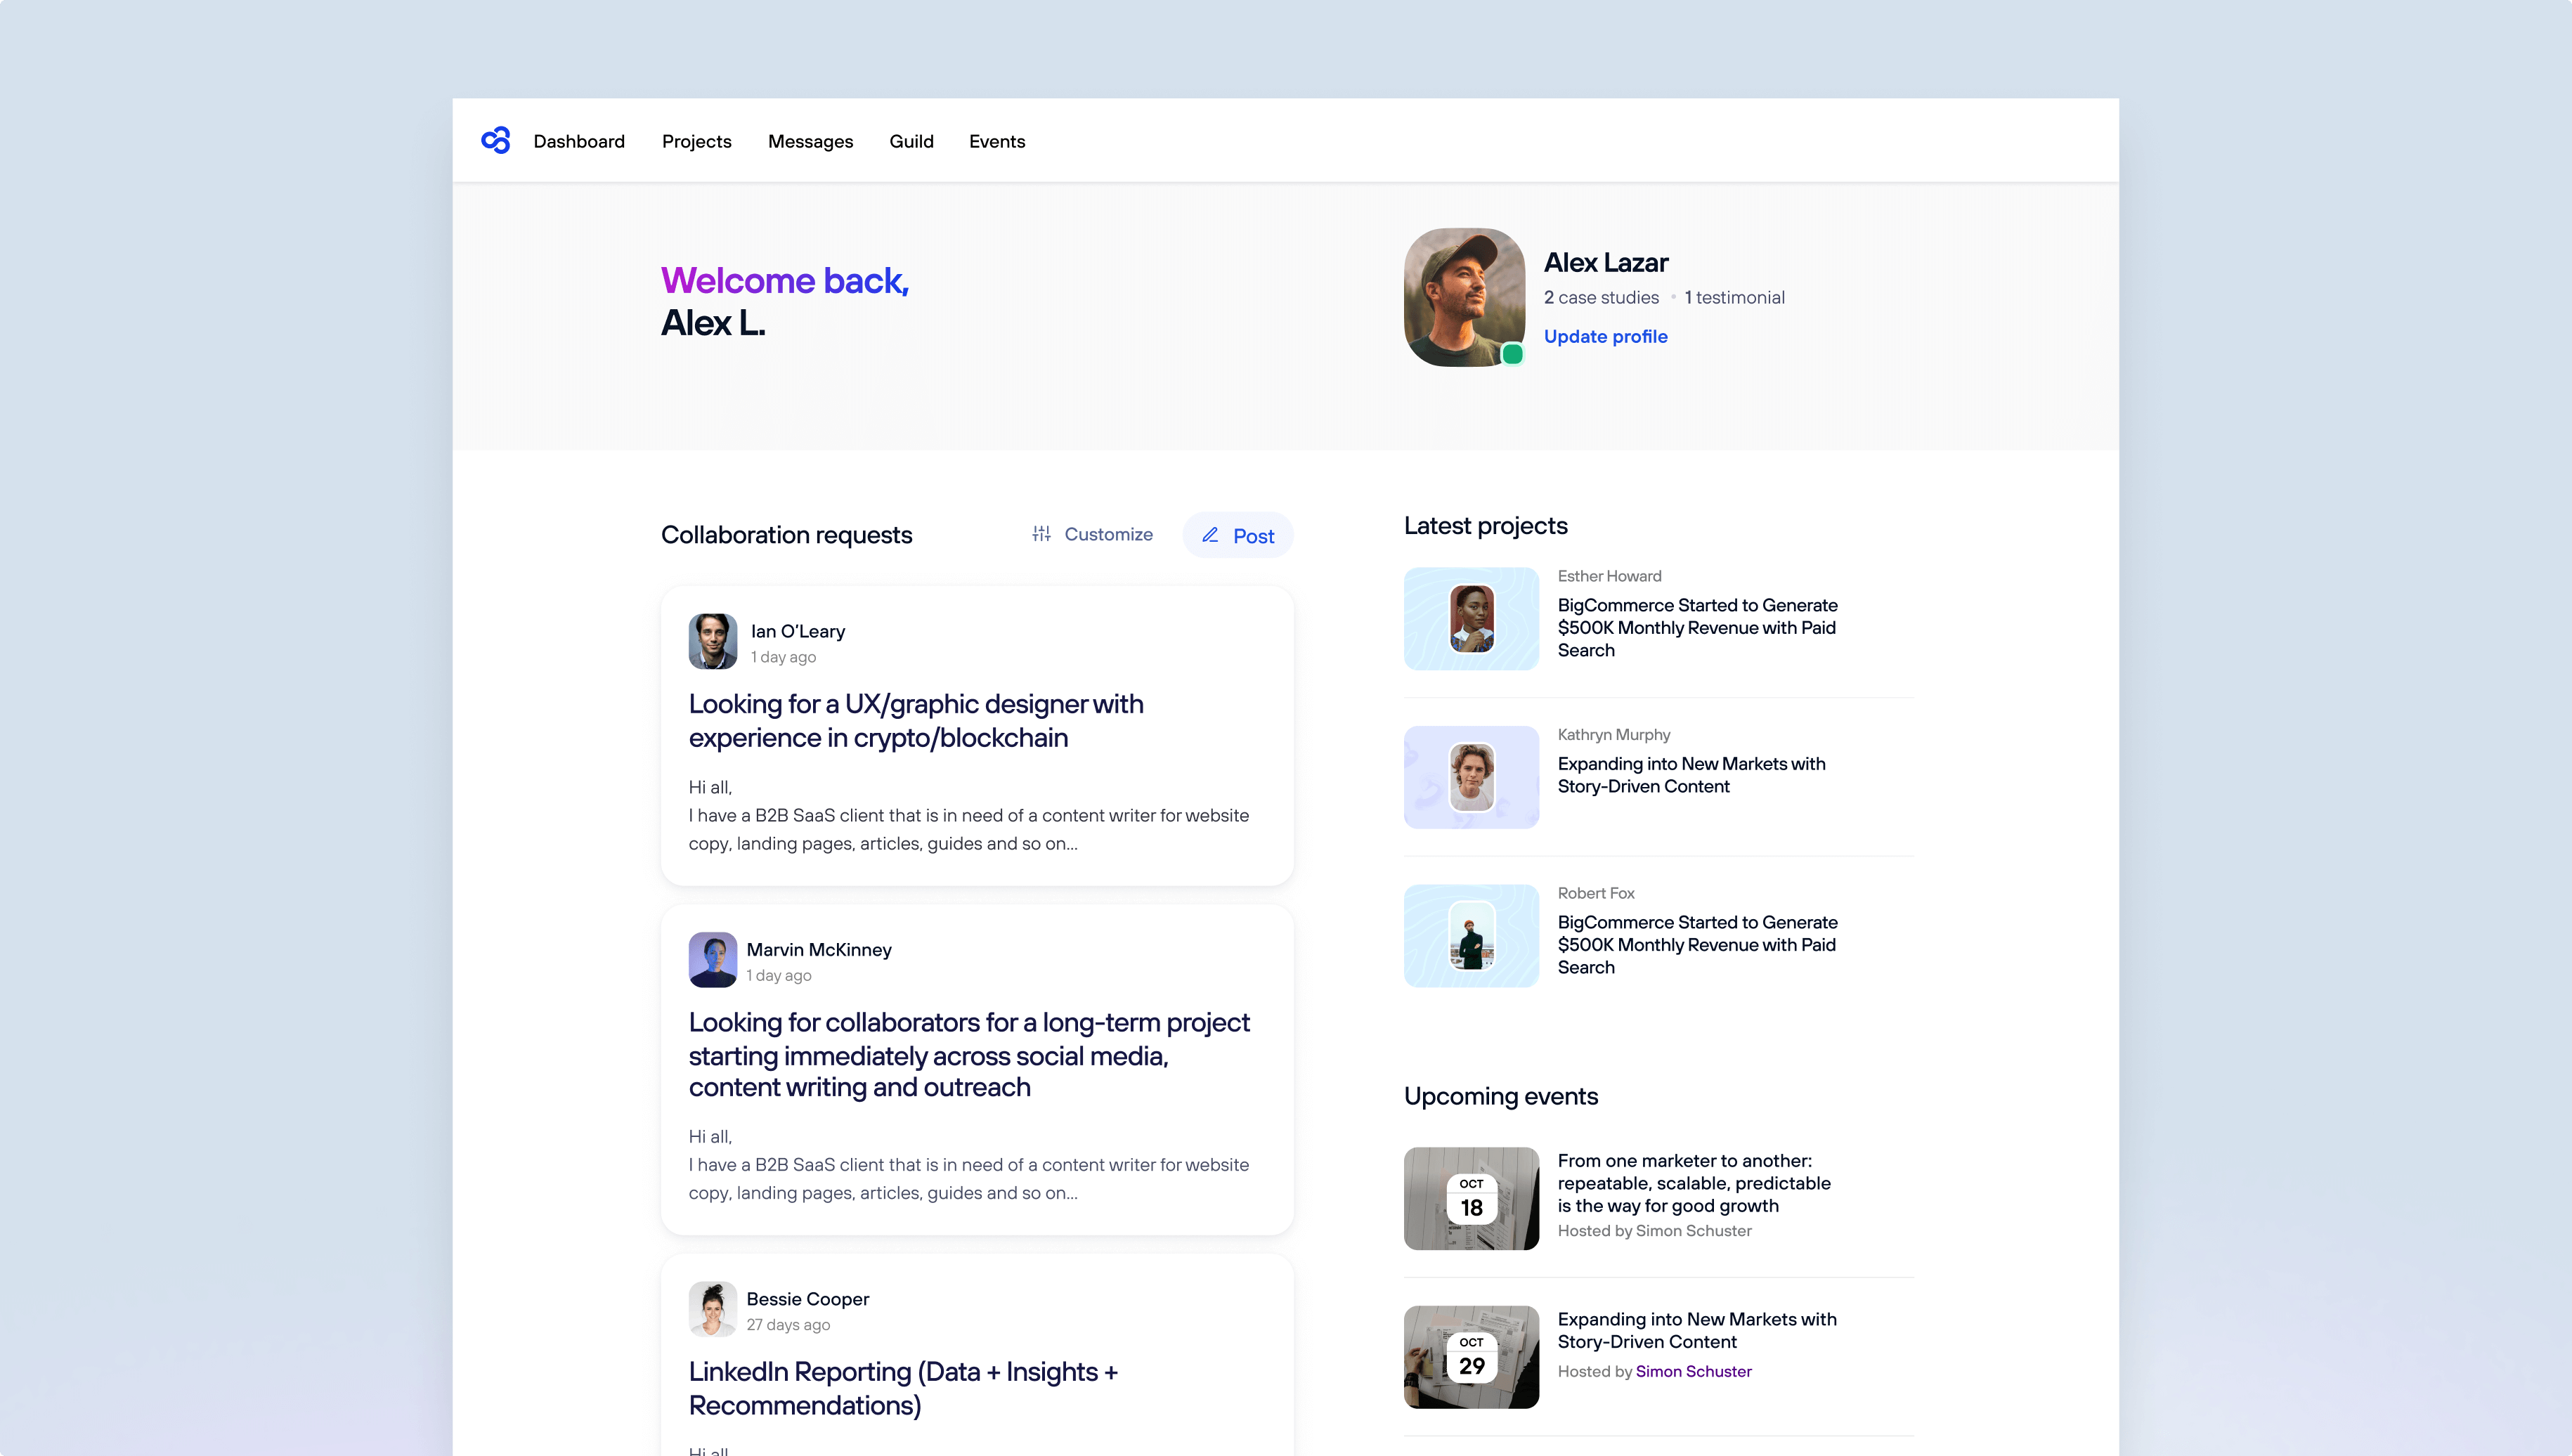 Dashboard Projects Messages Guild Events
Welcome back,
Alex L.
Alex Lazar
2 case studies • 1 testimonial
Update profile
Collaboration requests
Customize
Post
Ian O’Leary
1 day ago
Looking for a UX/graphic designer with
experience in crypto/blockchain
Hi all,
I have a B2B SaaS client that is in need of a content writer for website
copy, landing pages, articles, guides and so on...
Marvin McKinney
1 day ago
Looking for collaborators for a long-term project
starting immediately across social media,
content writing and outreach
Hi all,
I have a B2B SaaS client that is in need of a content writer for website
copy, landing pages, articles, guides and so on...
Bessie Cooper
27 days ago
LinkedIn Reporting (Data + Insights +
Recommendations)
Hi all
Latest projects
Esther Howard
BigCommerce Started to Generate
$500K Monthly Revenue with Paid
Search
Kathryn Murphy
Expanding into New Markets with
Story-Driven Content
Robert Fox
BigCommerce Started to Generate
$500K Monthly Revenue with Paid
Search
Upcoming events
OCT
18
From one marketer to another:
repeatable, scalable, predictable
is the way for good growth
Hosted by Simon Schuster
OCT
29
Expanding into New Markets with
Story-Driven Content
Hosted by Simon Schuster